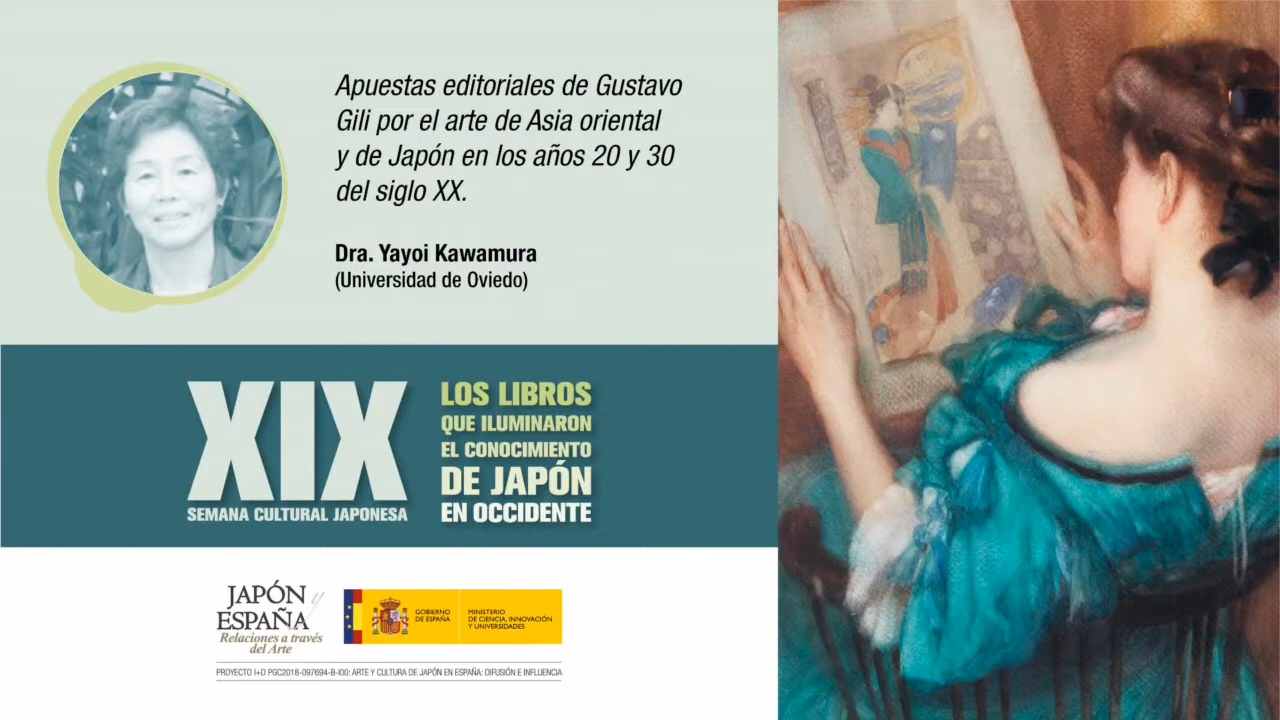 Apuestas editoriales de Gustavo
Gili por el arte de Asia oriental
y de Japón en los años 20 y 30
del siglo XX.
Dra. Yayoi Kawamura
(Universidad de Oviedo)
XIX
SEMANA CULTURAL JAPONESA
LOS LIBROS
QUE ILUMINARON
EL CONOCIMIENTO
DE JAPÓN
EN OCCIDENTE
JAPÓN y
ESPAÑA
Relaciones a través
del Arte
GOBIERNO
DE ESPAÑA
MINISTERIO
DE CIENCIA, INNOVACIÓN
Y UNIVERSIDADES
PROYECTO I+D PGC2018-097694-B-I00: ARTE Y CULTURA DE JAPÓN EN ESPAÑA: DIFUSIÓN E INFLUENCIA